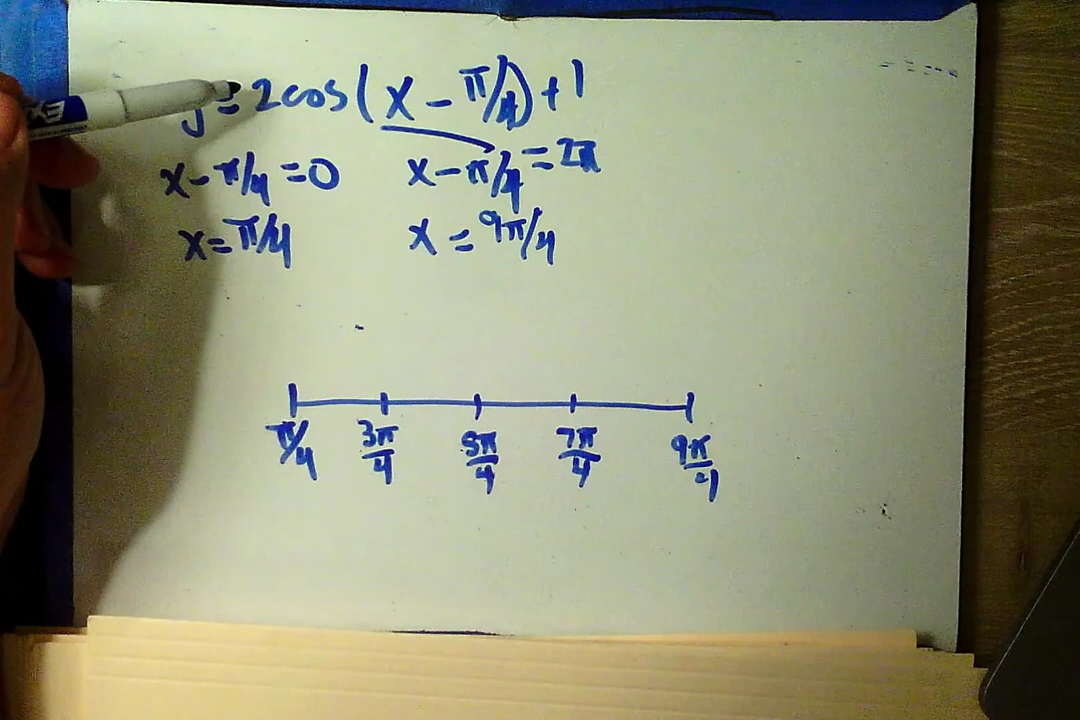 y = 2cos(x - π/4) + 1
x - π/4 = 0 x - π/4 = 2π
x = π/4 x = 9π/4
π/4 3π/4 5π/4 7π/4 9π/4